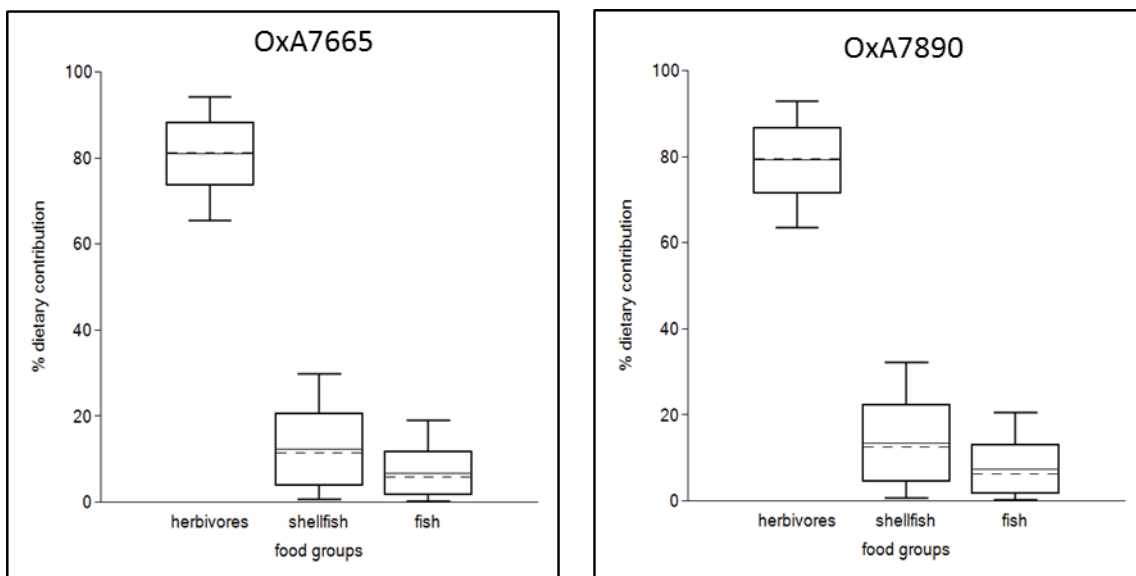 OxA7665
100
80
60
40
20
0
% dietary contribution
herbivores shellfish fish
food groups
OxA7890
100
80
60
40
20
0
% dietary contribution
herbivores shellfish fish
food groups